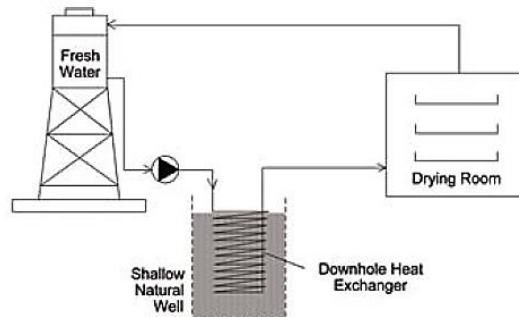 Fresh
Water
Drying Room
Shallow
Natural
Well
Downhole Heat
Exchanger